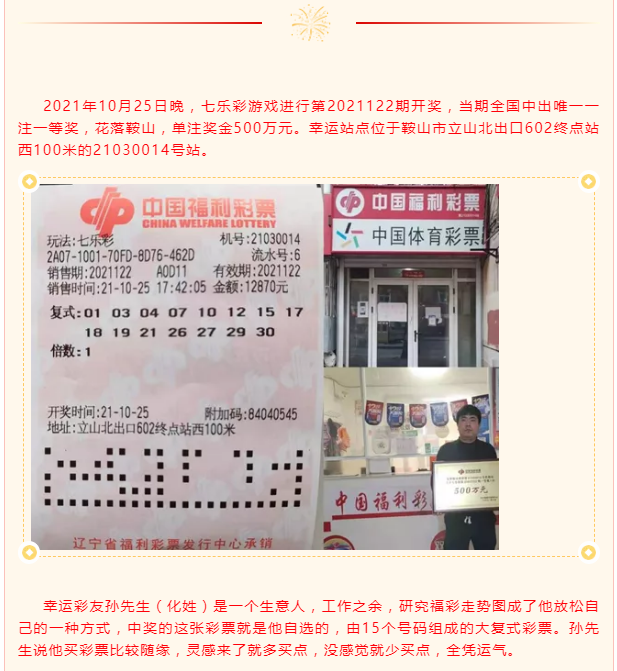 2021年10月25日晚，七乐彩游戏进行第2021122期开奖，当期全国中出唯一一
注一等奖，花落鞍山，单注奖金500万元。幸运站点位于鞍山市立山北出口602终点站
西100米的21030014号站。
中国福利彩票
CHINA WELFARE LOTTERY
玩法:七乐彩 机号:21030014
2A07-1001-70FD-8D76-462D 流水号:6
销售期:2021122 A0D11 有效期:2021122
销售时间:21-10-25 17:42:05 金额:12870元
复式:01 03 04 07 10 12 15 17
18 19 21 26 27 29 30
倍数:1
开奖时间:21-10-25 附加码:84040545
地址:立山北出口602终点站西100米
辽宁省福利彩票发行中心承销
中国福利彩票
中国体育彩票
中国福利彩
500万元
幸运彩友孙先生（化姓）是一个生意人，工作之余，研究福彩走势图成了他放松自
己的一种方式，中奖的这张彩票就是他自选的，由15个号码组成的大复式彩票。孙先
生说他买彩票比较随缘，灵感来了就多买点，没感觉就少买点，全凭运气。